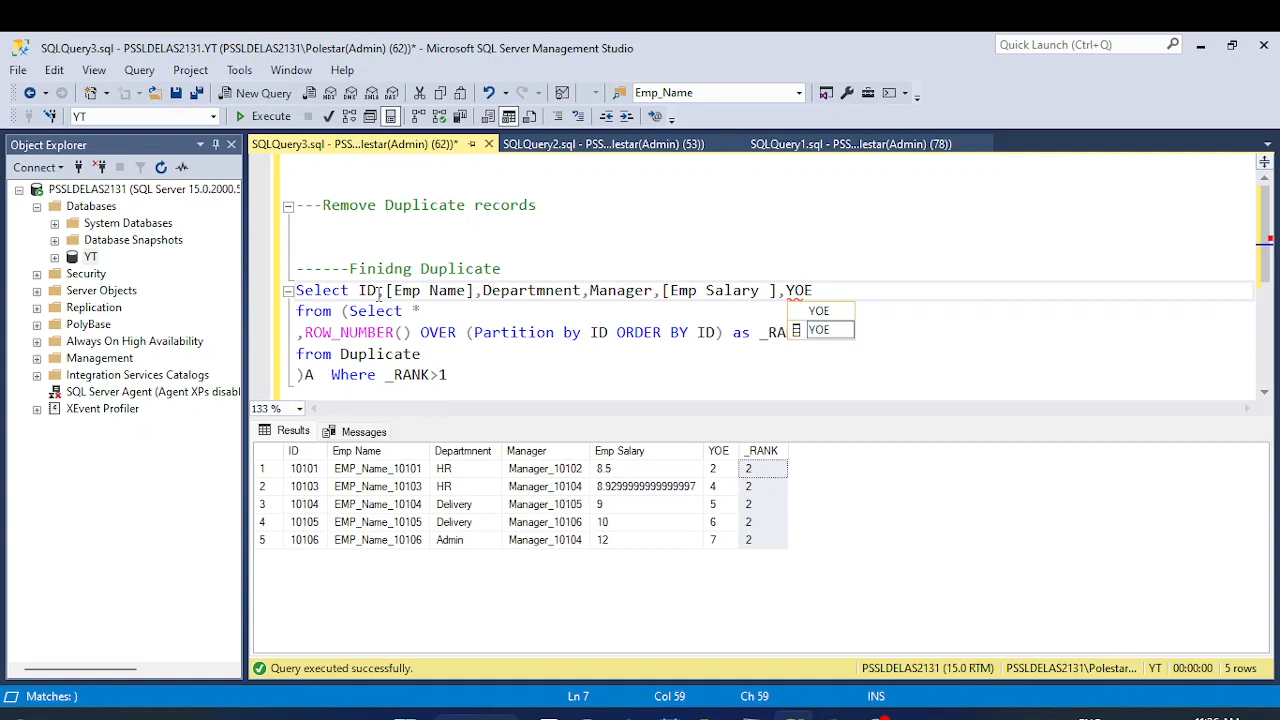 SQLQuery3.sql - PSSLDELAS2131.YT (PSSLDELAS2131\Polestar(Admin) (62))* - Microsoft SQL Server Management Studio
Quick Launch (Ctrl+Q)
File Edit View Query Project Tools Window Help
New Query
MDX DMX XMLA DAX
Emp_Name
YT
Execute
Object Explorer
SQLQuery3.sql - PSS...lestar(Admin) (62))*
SQLQuery2.sql - PSS...lestar(Admin) (53))
SQLQuery1.sql - PSS...lestar(Admin) (78))
Connect
PSSLDELAS2131 (SQL Server 15.0.2000.5
Databases
System Databases
Database Snapshots
YT
Security
Server Objects
Replication
PolyBase
Always On High Availability
Management
Integration Services Catalogs
SQL Server Agent (Agent XPs disabl
XEvent Profiler
---Remove Duplicate records
------Finidng Duplicate
Select ID,[Emp Name],Departmnent,Manager,[Emp Salary ],YOE
from (Select *
,ROW_NUMBER() OVER (Partition by ID ORDER BY ID) as _RA
from Duplicate
)A Where _RANK>1
YOE
YOE
133 %
Results Messages
ID Emp Name Departmnent Manager Emp Salary YOE _RANK
1 10101 EMP_Name_10101 HR Manager_10102 8.5 2 2
2 10103 EMP_Name_10103 HR Manager_10104 8.9299999999999997 4 2
3 10104 EMP_Name_10104 Delivery Manager_10105 9 5 2
4 10105 EMP_Name_10105 Delivery Manager_10106 10 6 2
5 10106 EMP_Name_10106 Admin Manager_10104 12 7 2
Query executed successfully.
PSSLDELAS2131 (15.0 RTM) PSSLDELAS2131\Polestar... YT 00:00:00 5 rows
Matches: ) Ln 7 Col 59 Ch 59 INS